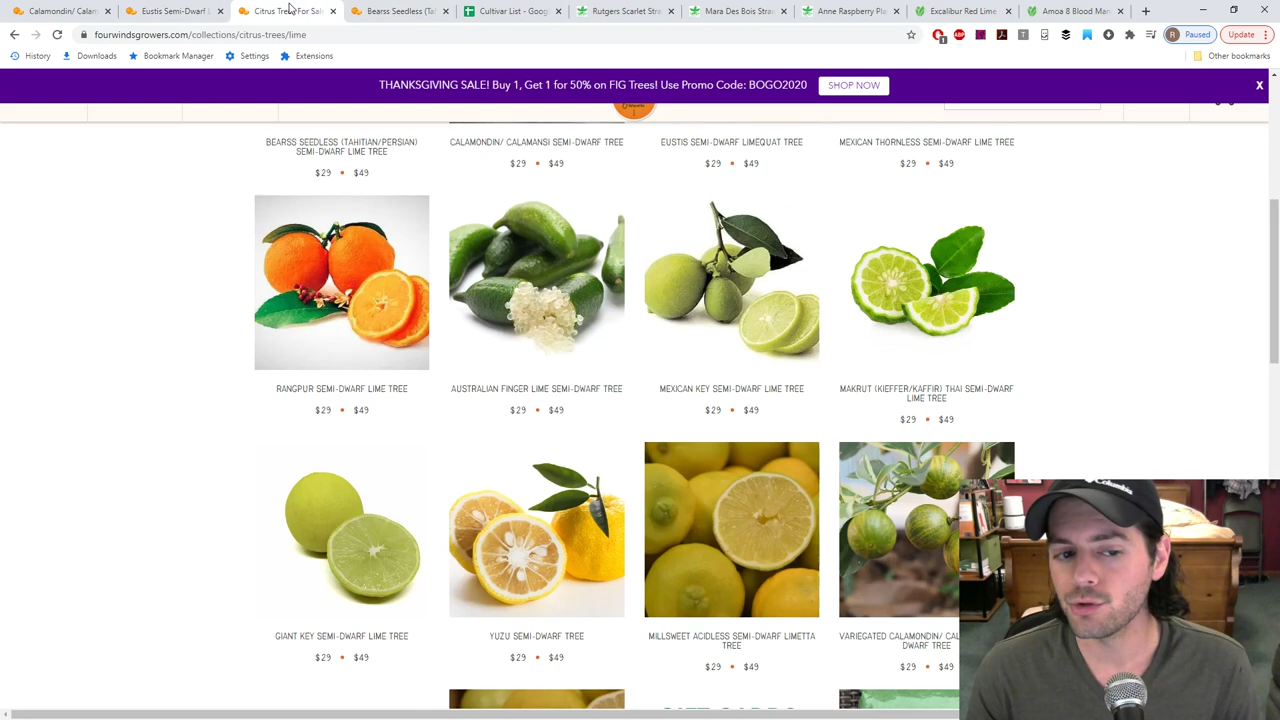 Calamondin/ Calam
Eustis Semi-Dwarf L
Citrus Trees For Sale
Bearss Seedless (Tah
Cultivar List - Goog
Rutgers Scarlet Stra
Mara Des Bois Straw
Anne Raspberry Pla
Excalibur Red Lime
Amoa 8 Blood Man
fourwindsgrowers.com/collections/citrus-trees/lime
1
R Paused
Update
History
Downloads
Bookmark Manager
Settings
Extensions
Other bookmarks
THANKSGIVING SALE! Buy 1, Get 1 for 50% on FIG Trees! Use Promo Code: BOGO2020 SHOP NOW X
BEARSS SEEDLESS (TAHITIAN/PERSIAN)
SEMI-DWARF LIME TREE
$29 • $49
CALAMONDIN/ CALAMANSI SEMI-DWARF TREE
$29 • $49
EUSTIS SEMI-DWARF LIMEQUAT TREE
$29 • $49
MEXICAN THORNLESS SEMI-DWARF LIME TREE
$29 • $49
RANGPUR SEMI-DWARF LIME TREE
$29 • $49
AUSTRALIAN FINGER LIME SEMI-DWARF TREE
$29 • $49
MEXICAN KEY SEMI-DWARF LIME TREE
$29 • $49
MAKRUT (KIEFFER/KAFFIR) THAI SEMI-DWARF
LIME TREE
$29 • $49
GIANT KEY SEMI-DWARF LIME TREE
$29 • $49
YUZU SEMI-DWARF TREE
$29 • $49
MILLSWEET ACIDLESS SEMI-DWARF LIMETTA
TREE
$29 • $49
VARIEGATED CALAMONDIN/ CAL
DWARF TREE
$29 • $49
Columbia